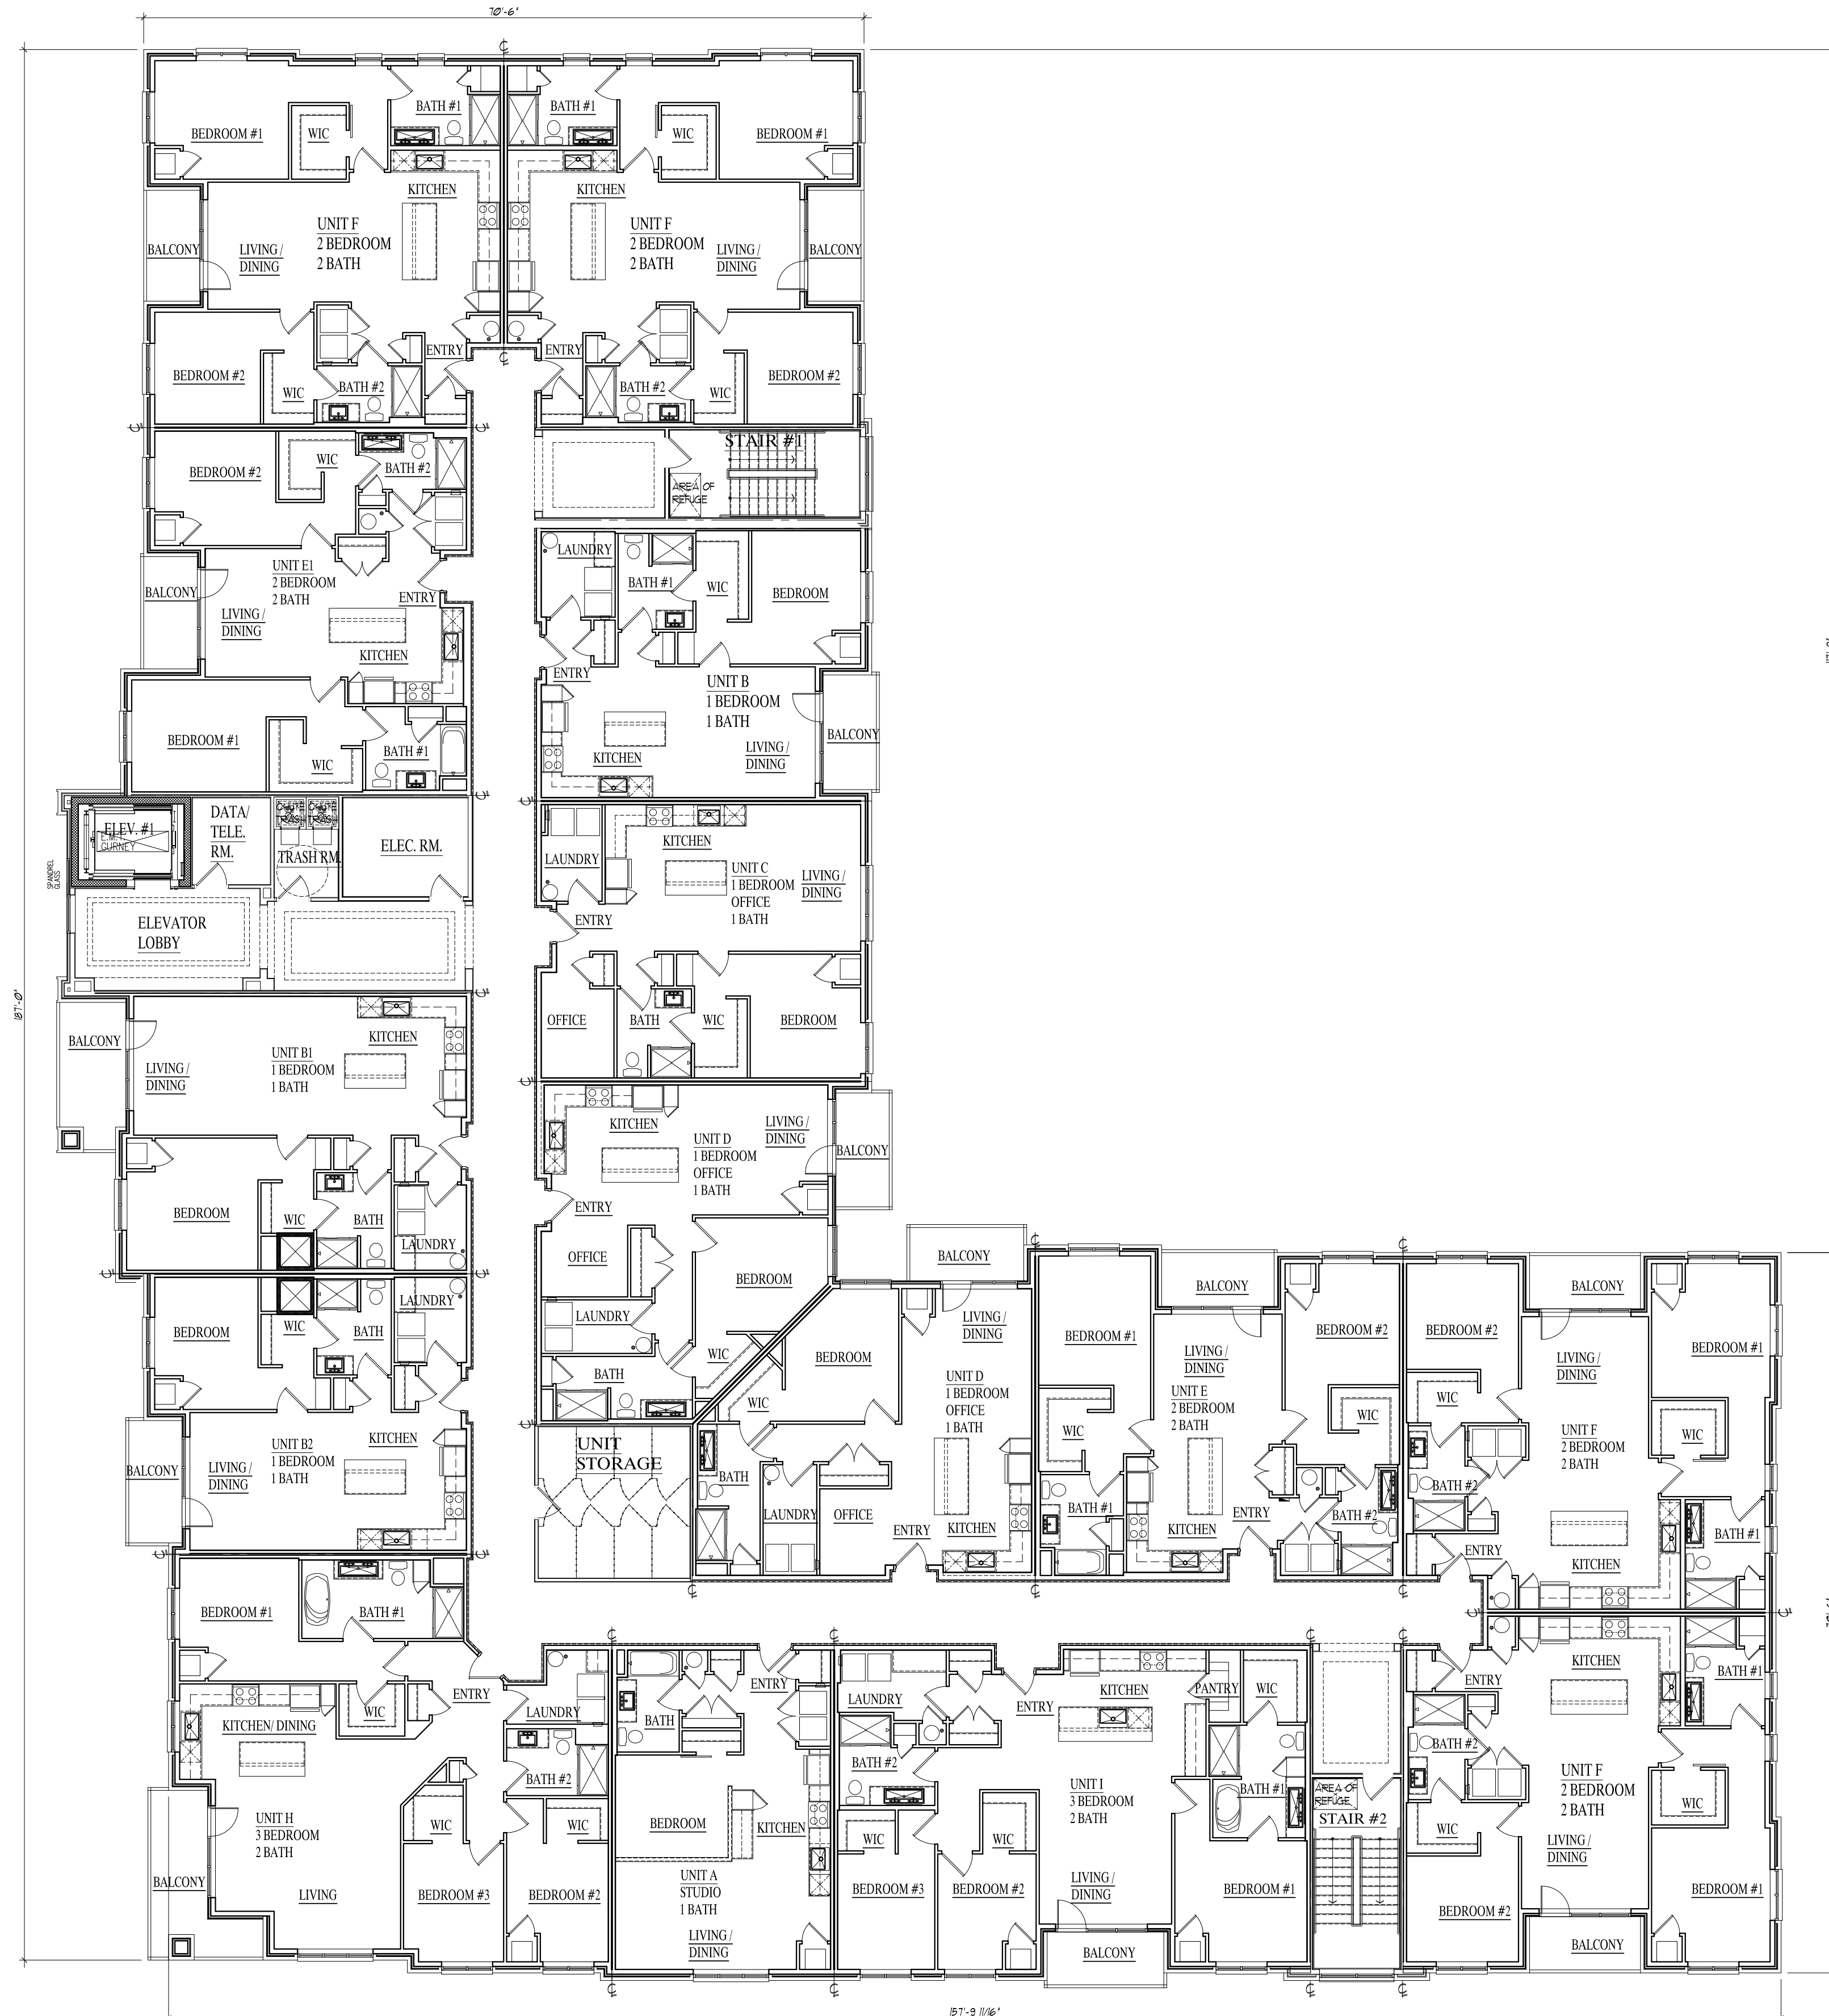 70'-6"
BATH #1
BATH #1
BEDROOM #1
WIC
WIC
BEDROOM #1
KITCHEN
KITCHEN
UNIT F
2 BEDROOM
2 BATH
UNIT F
2 BEDROOM
2 BATH
BALCONY
LIVING /
DINING
LIVING /
DINING
BALCONY
ENTRY
ENTRY
BEDROOM #2
WIC
BATH #2
BATH #2
WIC
BEDROOM #2
STAIR #1
AREA OF
REFUGE
BEDROOM #2
WIC
BATH #2
UNIT E1
2 BEDROOM
2 BATH
BALCONY
ENTRY
LIVING /
DINING
KITCHEN
BEDROOM #1
WIC
BATH #1
LAUNDRY
BATH #1
WIC
BEDROOM
ENTRY
UNIT B
1 BEDROOM
1 BATH
BALCONY
LIVING /
DINING
KITCHEN
ELEV. #1
GURNEY
DATA/
TELE.
RM.
TRASH RM.
ELEC. RM.
SPANDREL
GLASS
ELEVATOR
LOBBY
KITCHEN
LAUNDRY
UNIT C
1 BEDROOM
OFFICE
1 BATH
LIVING /
DINING
ENTRY
OFFICE
BATH
WIC
BEDROOM
187'-0"
BALCONY
KITCHEN
UNIT B1
1 BEDROOM
1 BATH
LIVING /
DINING
BEDROOM
WIC
BATH
LAUNDRY
KITCHEN
LIVING /
DINING
UNIT D
1 BEDROOM
OFFICE
1 BATH
BALCONY
ENTRY
OFFICE
BEDROOM
LAUNDRY
WIC
BATH
LAUNDRY
BEDROOM
WIC
BATH
KITCHEN
UNIT B2
1 BEDROOM
1 BATH
BALCONY
LIVING /
DINING
UNIT
STORAGE
BALCONY
LIVING /
DINING
BEDROOM
WIC
UNIT D
1 BEDROOM
OFFICE
1 BATH
BATH
LAUNDRY
OFFICE
ENTRY
KITCHEN
BALCONY
BEDROOM #1
BEDROOM #2
LIVING /
DINING
UNIT E
2 BEDROOM
2 BATH
WIC
WIC
BATH #1
ENTRY
BATH #2
KITCHEN
BALCONY
BEDROOM #2
BEDROOM #1
LIVING /
DINING
WIC
UNIT F
2 BEDROOM
2 BATH
WIC
BATH #2
BATH #1
ENTRY
KITCHEN
BEDROOM #1
BATH #1
ENTRY
WIC
KITCHEN/ DINING
LAUNDRY
BATH #2
UNIT H
3 BEDROOM
2 BATH
WIC
WIC
BALCONY
LIVING
BEDROOM #3
BEDROOM #2
ENTRY
BATH
BEDROOM
KITCHEN
UNIT A
STUDIO
1 BATH
LIVING /
DINING
LAUNDRY
ENTRY
KITCHEN
PANTRY
WIC
BATH #2
UNIT I
3 BEDROOM
2 BATH
BATH #1
WIC
WIC
BEDROOM #3
BEDROOM #2
LIVING /
DINING
BEDROOM #1
BALCONY
AREA OF
REFUGE
STAIR #2
KITCHEN
BATH #1
ENTRY
BATH #2
UNIT F
2 BEDROOM
2 BATH
WIC
WIC
LIVING /
DINING
BEDROOM #2
BEDROOM #1
BALCONY
157'-9 11/16"